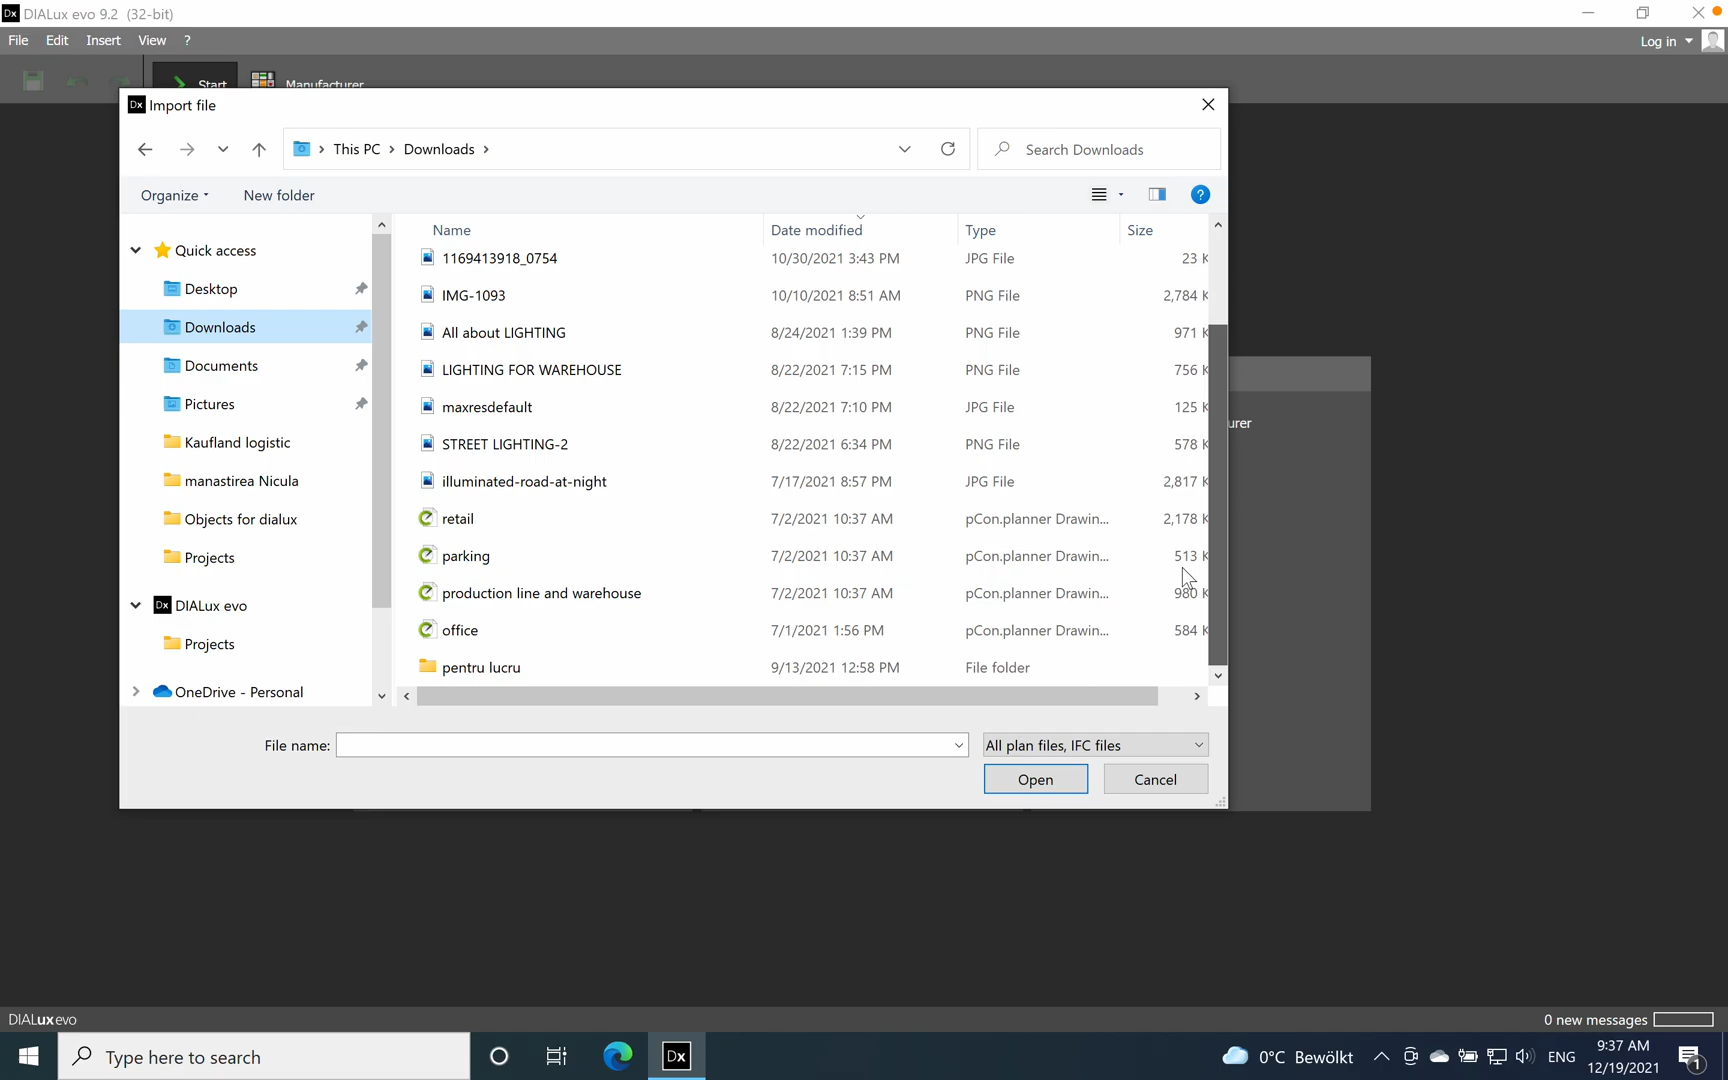 Dx DIALux evo 9.2 (32-bit)
File Edit Insert View ? Log in
Start Manufacturer
Dx Import file
This PC > Downloads > Search Downloads
Organize New folder ?
Name Date modified Type Size
Quick access
Desktop
Downloads
Documents
Pictures
Kaufland logistic
manastirea Nicula
Objects for dialux
Projects
Dx DIALux evo
Projects
OneDrive - Personal
1169413918_0754 10/30/2021 3:43 PM JPG File 23 K
IMG-1093 10/10/2021 8:51 AM PNG File 2,784 K
All about LIGHTING 8/24/2021 1:39 PM PNG File 971 K
LIGHTING FOR WAREHOUSE 8/22/2021 7:15 PM PNG File 756 K
maxresdefault 8/22/2021 7:10 PM JPG File 125 K
STREET LIGHTING-2 8/22/2021 6:34 PM PNG File 578 K
illuminated-road-at-night 7/17/2021 8:57 PM JPG File 2,817 K
retail 7/2/2021 10:37 AM pCon.planner Drawin... 2,178 K
parking 7/2/2021 10:37 AM pCon.planner Drawin... 513 K
production line and warehouse 7/2/2021 10:37 AM pCon.planner Drawin... 980 K
office 7/1/2021 1:56 PM pCon.planner Drawin... 584 K
pentru lucru 9/13/2021 12:58 PM File folder
urer
File name: All plan files, IFC files
Open Cancel
DIALux evo 0 new messages
Type here to search Dx 0°C Bewölkt ENG 9:37 AM
12/19/2021 1